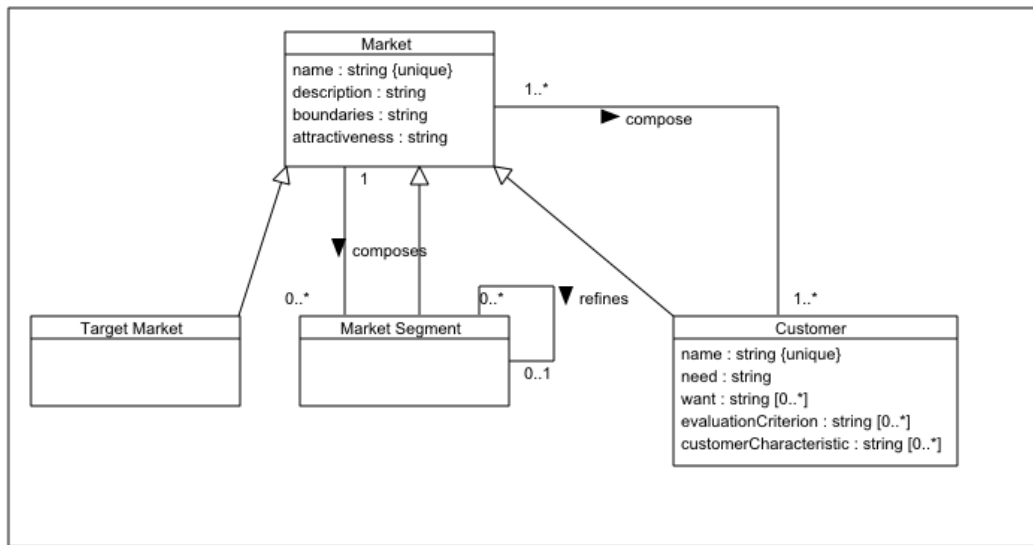 Market
name : string {unique}
description : string
boundaries : string
attractiveness : string
1..*
compose
1
composes
0..*
0..*
refines
1..*
Target Market
Market Segment
0..1
Customer
name : string {unique}
need : string
want : string [0..*]
evaluationCriterion : string [0..*]
customerCharacteristic : string [0..*]